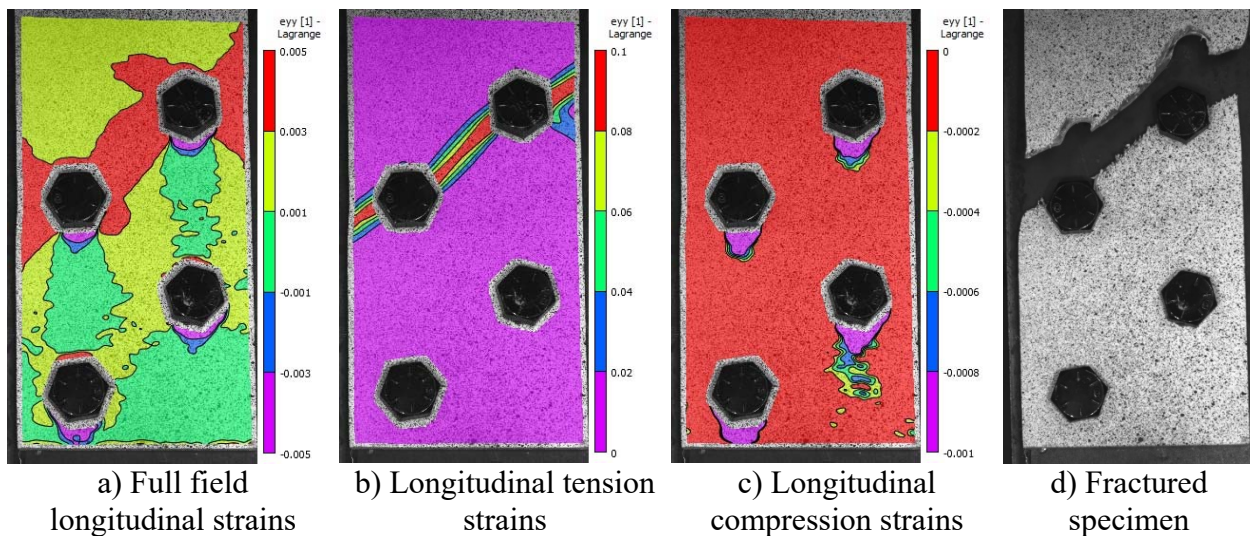 eyy [1] -
Lagrange
0.005
0.003
0.001
-0.001
-0.003
-0.005
eyy [1] -
Lagrange
0.1
0.08
0.06
0.04
0.02
0
eyy [1] -
Lagrange
0
-0.0002
-0.0004
-0.0006
-0.0008
-0.001
a) Full field
longitudinal strains
b) Longitudinal tension
strains
c) Longitudinal
compression strains
d) Fractured
specimen